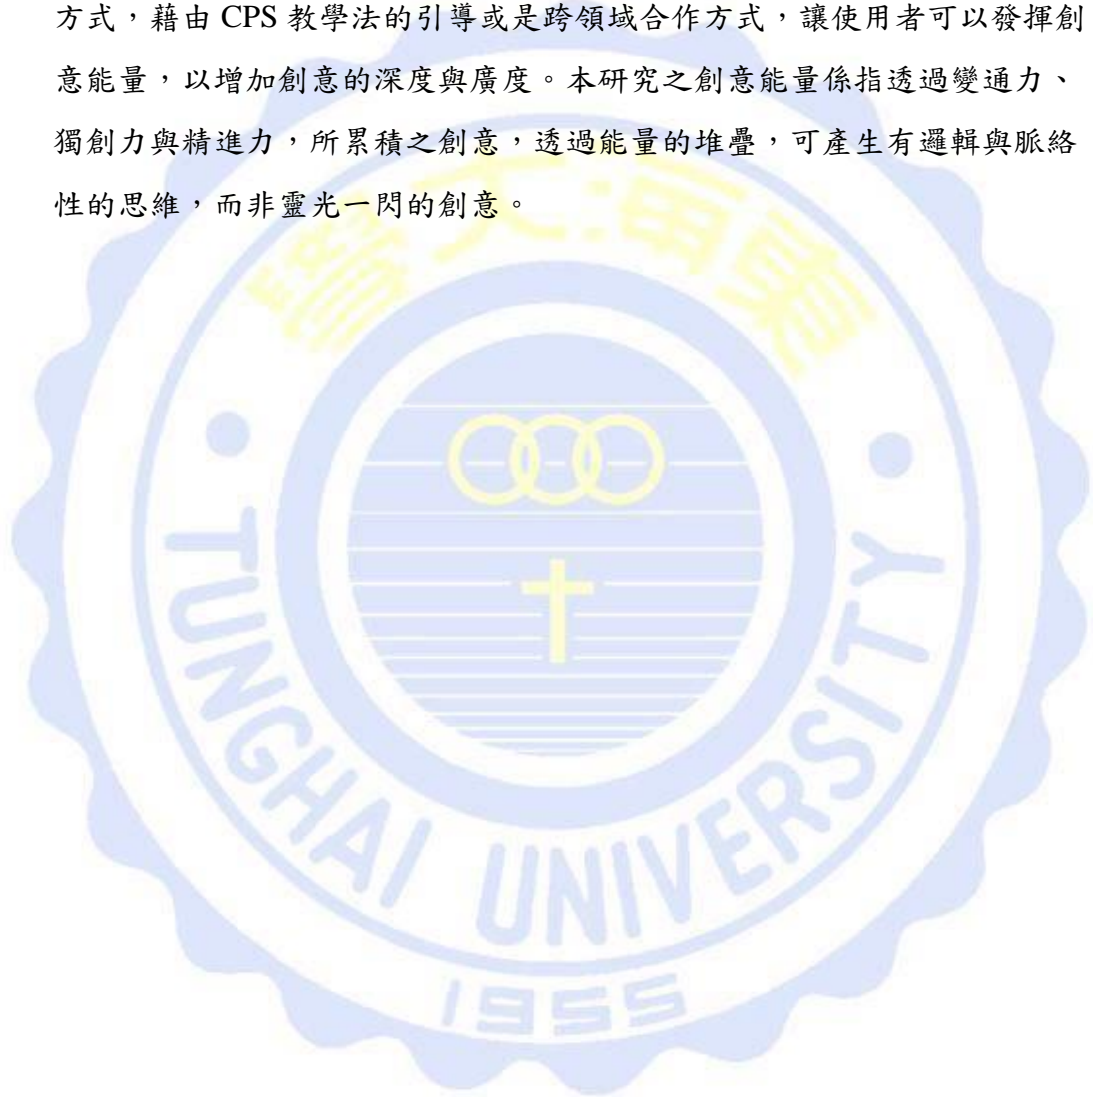 方式，藉由 CPS 教學法的引導或是跨領域合作方式，讓使用者可以發揮創
意能量，以增加創意的深度與廣度。本研究之創意能量係指透過變通力、
獨創力與精進力，所累積之創意，透過能量的堆疊，可產生有邏輯與脈絡
性的思維，而非靈光一閃的創意。
學大海東
TUNGHAI UNIVERSITY
1955